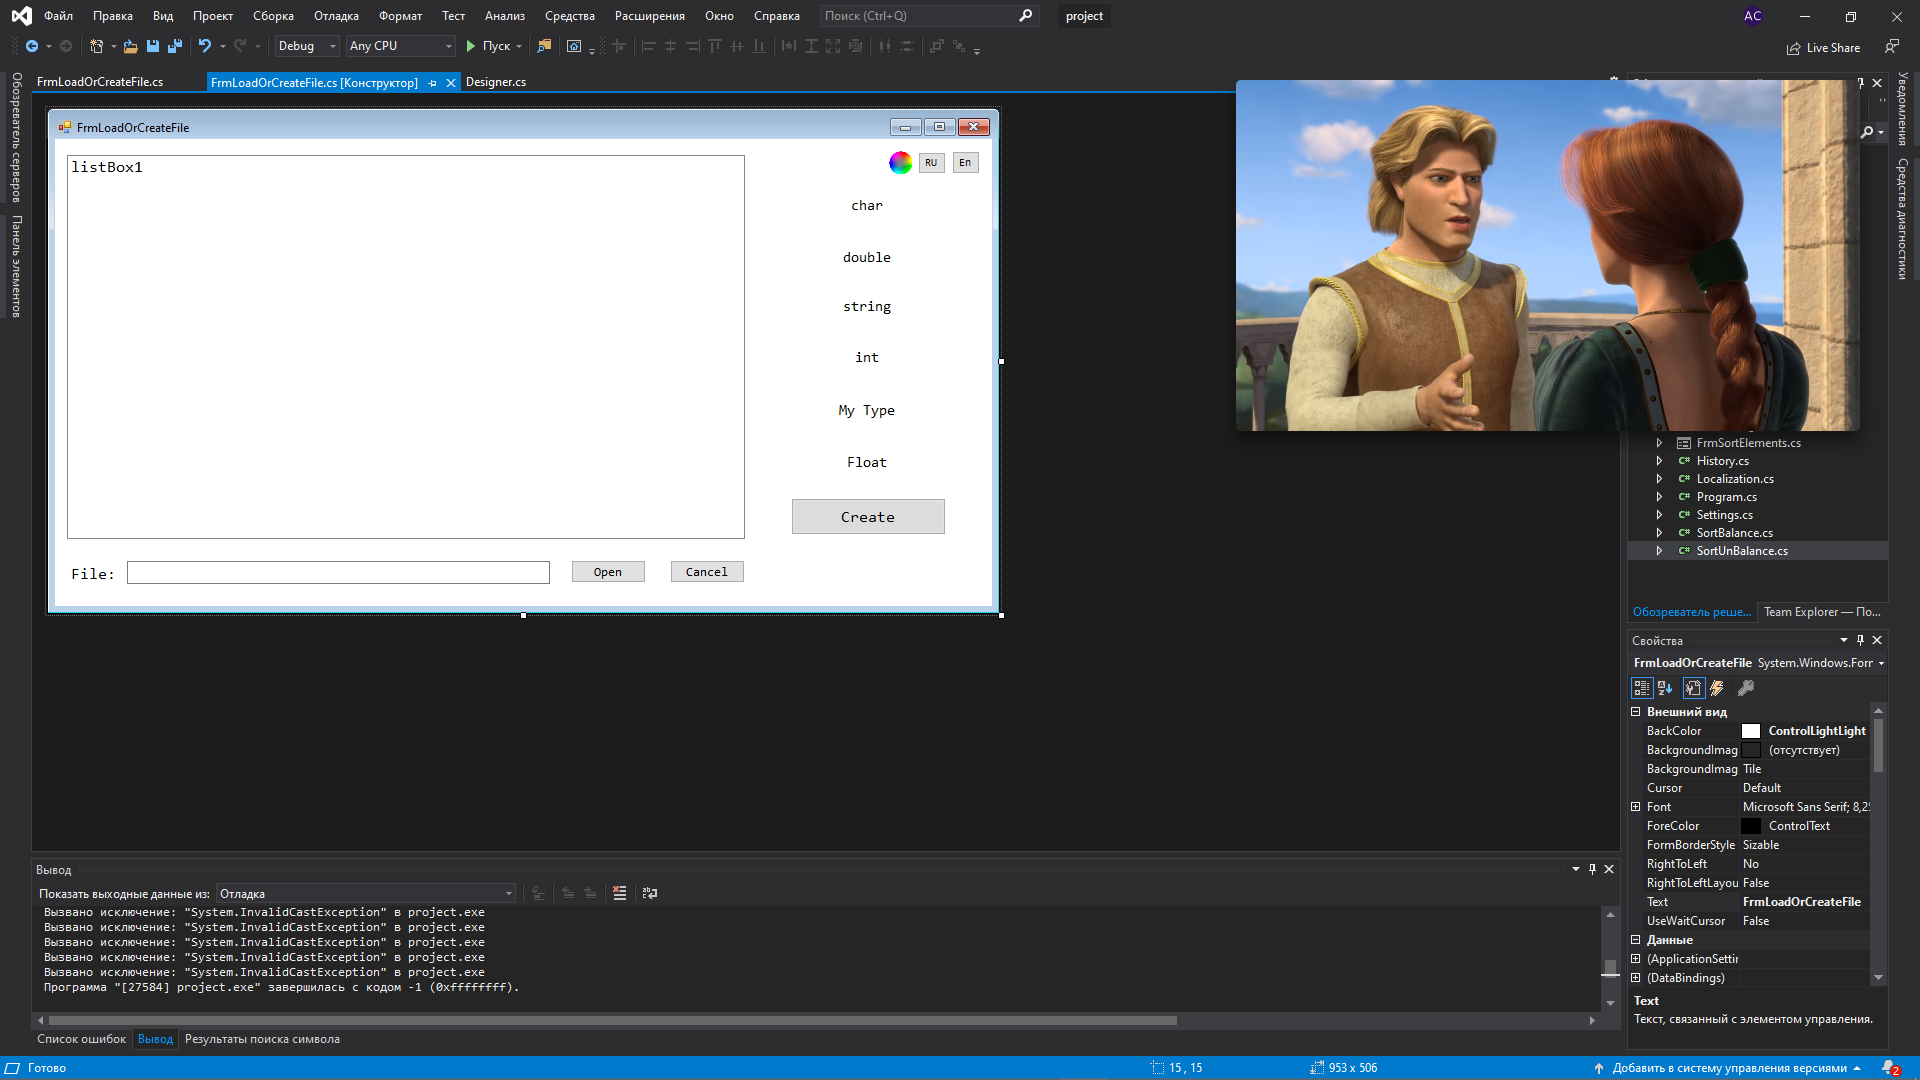 Файл Правка Вид Проект Сборка Отладка Формат Тест Анализ Средства Расширения Окно Справка Поиск (Ctrl+Q) project AC
Debug Any CPU Пуск Live Share
FrmLoadOrCreateFile.cs FrmLoadOrCreateFile.cs [Конструктор] Designer.cs
Обозреватель серверов
Панель элементов
FrmLoadOrCreateFile
listBox1
RU En
char
double
string
int
My Type
Float
Create
File: Open Cancel
Уведомления
Средства диагностики
FrmSortElements.cs
C# History.cs
C# Localization.cs
C# Program.cs
C# Settings.cs
C# SortBalance.cs
C# SortUnBalance.cs
Обозреватель реше... Team Explorer — По...
Свойства
FrmLoadOrCreateFile System.Windows.Forr
Внешний вид
BackColor ControlLightLight
BackgroundImag (отсутствует)
BackgroundImag Tile
Cursor Default
Font Microsoft Sans Serif; 8,25
ForeColor ControlText
FormBorderStyle Sizable
RightToLeft No
RightToLeftLayou False
Text FrmLoadOrCreateFile
UseWaitCursor False
Данные
(ApplicationSettin
(DataBindings)
Text
Текст, связанный с элементом управления.
Вывод
Показать выходные данные из: Отладка
Вызвано исключение: "System.InvalidCastException" в project.exe
Вызвано исключение: "System.InvalidCastException" в project.exe
Вызвано исключение: "System.InvalidCastException" в project.exe
Вызвано исключение: "System.InvalidCastException" в project.exe
Вызвано исключение: "System.InvalidCastException" в project.exe
Программа "[27584] project.exe" завершилась с кодом -1 (0xffffffff).
Список ошибок Вывод Результаты поиска символа
Готово 15 , 15 953 x 506 Добавить в систему управления версиями 2